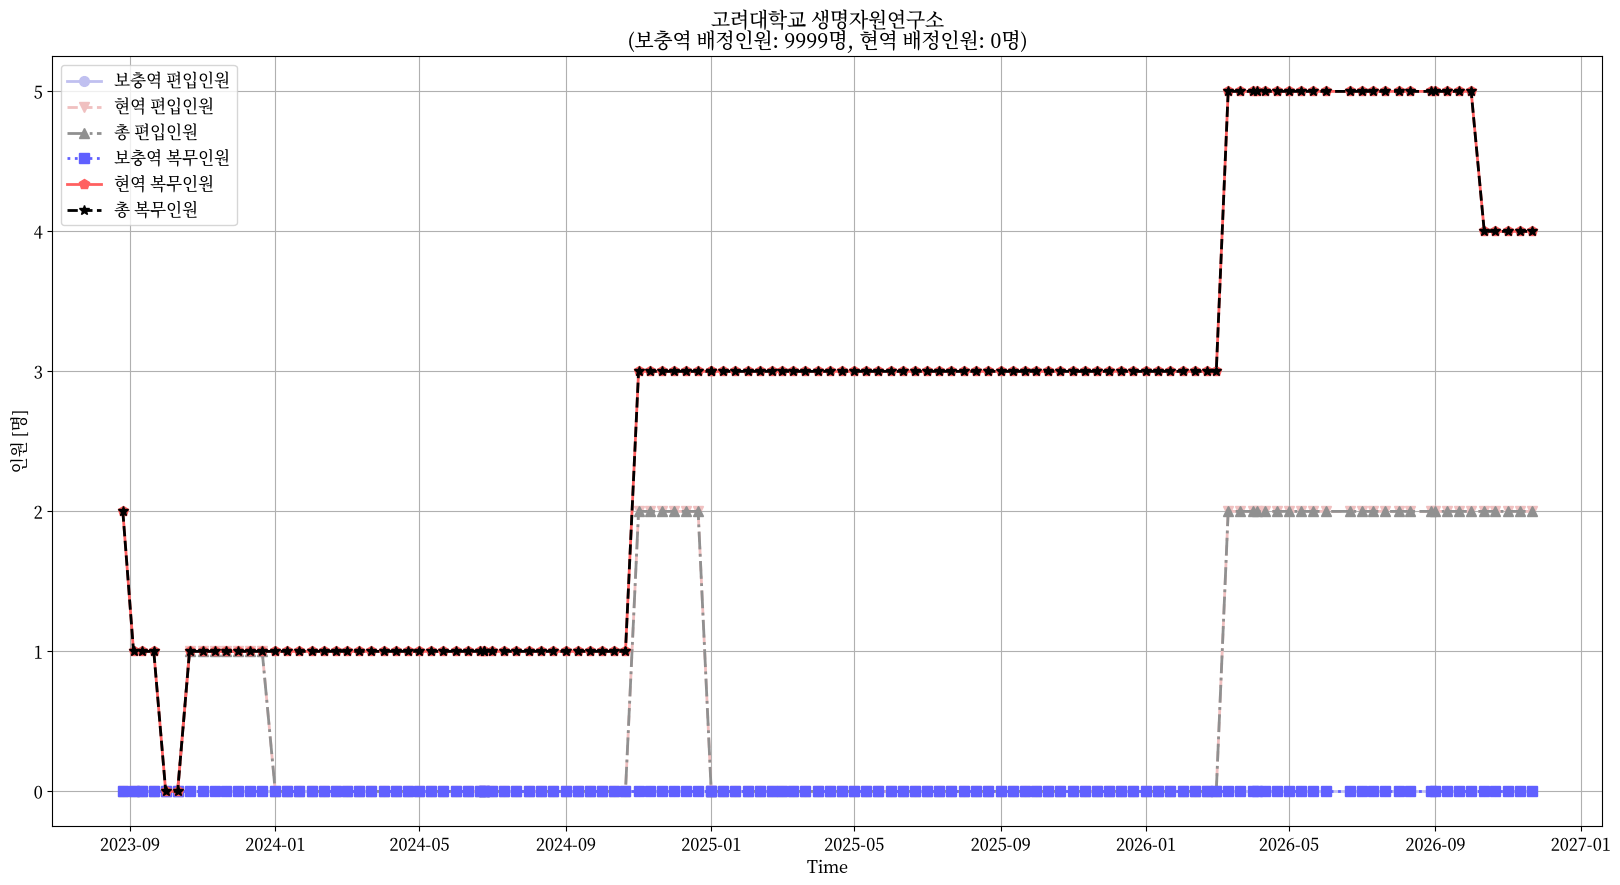 고려대학교 생명자원연구소
(보충역 배정인원: 9999명, 현역 배정인원: 0명)
보충역 편입인원
현역 편입인원
총 편입인원
보충역 복무인원
현역 복무인원
총 복무인원
인원 [명]
5
4
3
2
1
0
2023-09
2024-01
2024-05
2024-09
2025-01
2025-05
2025-09
2026-01
2026-05
2026-09
2027-01
Time